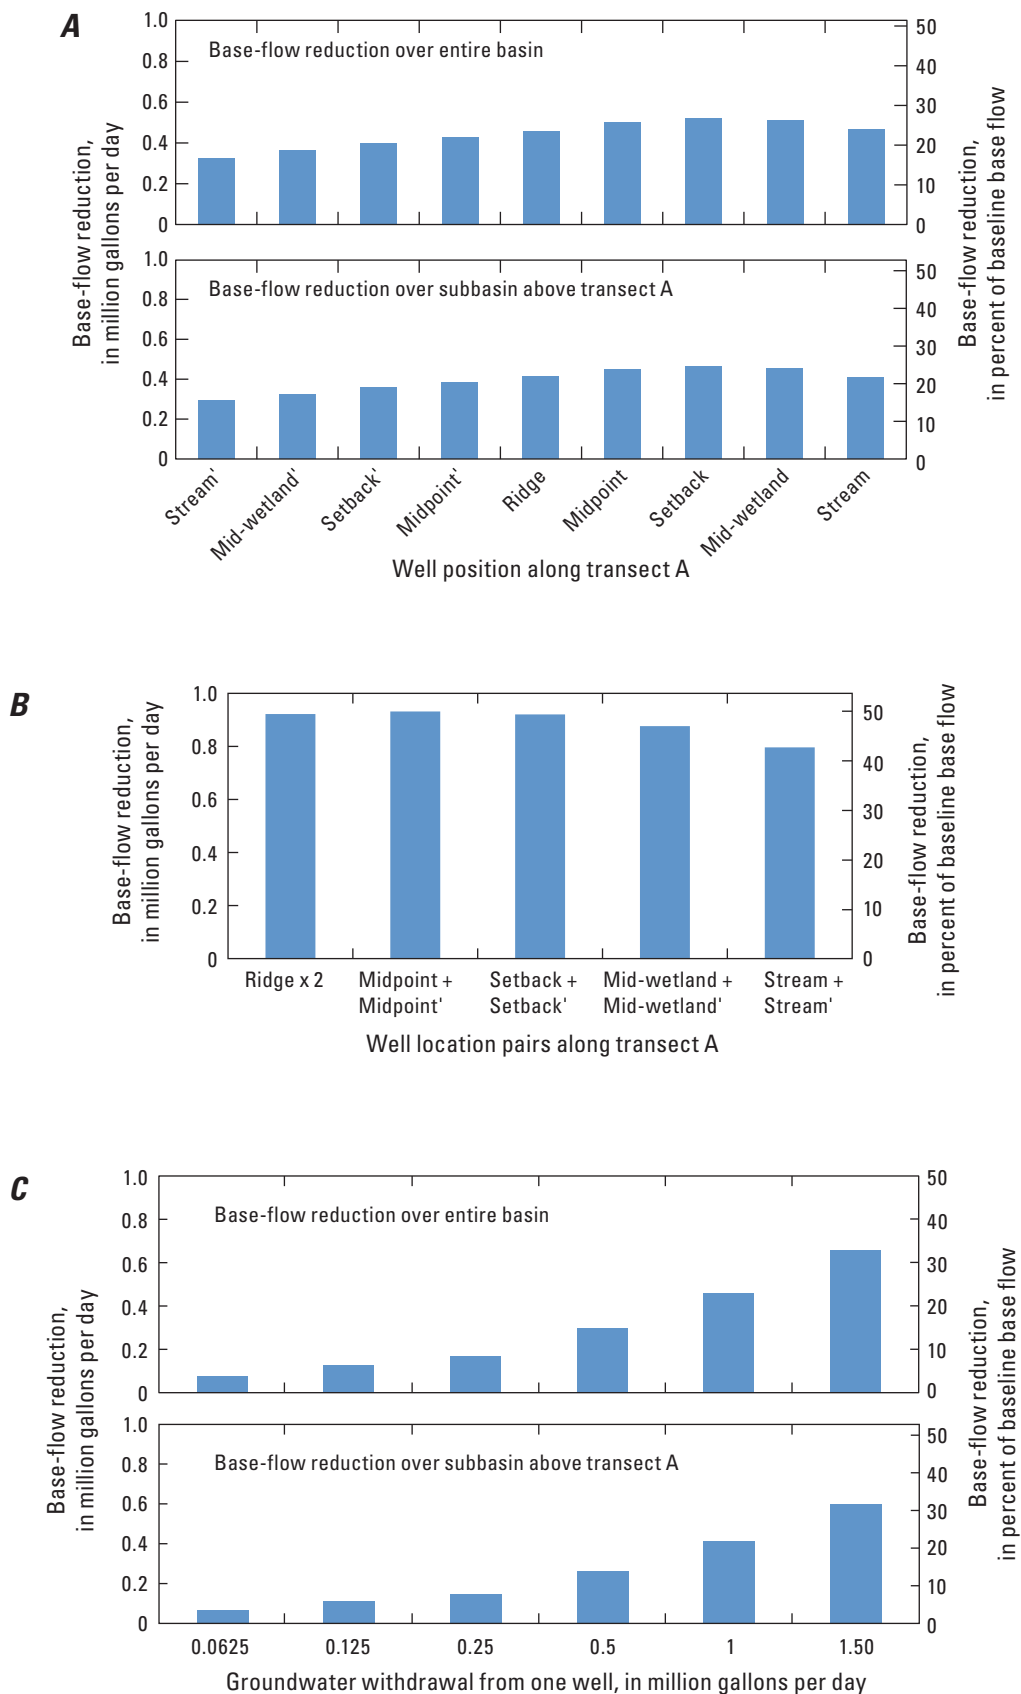 A
Base-flow reduction,
in million gallons per day
1.0
0.8
0.6
0.4
0.2
0
Base-flow reduction over entire basin
50
40
30
20
10
0
1.0
0.8
0.6
0.4
0.2
0
Base-flow reduction over subbasin above transect A
50
40
30
20
10
0
Base-flow reduction,
in percent of baseline base flow
Stream'
Mid-wetland'
Setback'
Midpoint'
Ridge
Midpoint
Setback
Mid-wetland
Stream
Well position along transect A
B
Base-flow reduction,
in million gallons per day
1.0
0.8
0.6
0.4
0.2
0
50
40
30
20
10
0
Base-flow reduction,
in percent of baseline base flow
Ridge x 2
Midpoint +
Midpoint'
Setback +
Setback'
Mid-wetland +
Mid-wetland'
Stream +
Stream'
Well location pairs along transect A
C
Base-flow reduction,
in million gallons per day
1.0
0.8
0.6
0.4
0.2
0
Base-flow reduction over entire basin
50
40
30
20
10
0
1.0
0.8
0.6
0.4
0.2
0
Base-flow reduction over subbasin above transect A
50
40
30
20
10
0
Base-flow reduction,
in percent of baseline base flow
0.0625
0.125
0.25
0.5
1
1.50
Groundwater withdrawal from one well, in million gallons per day